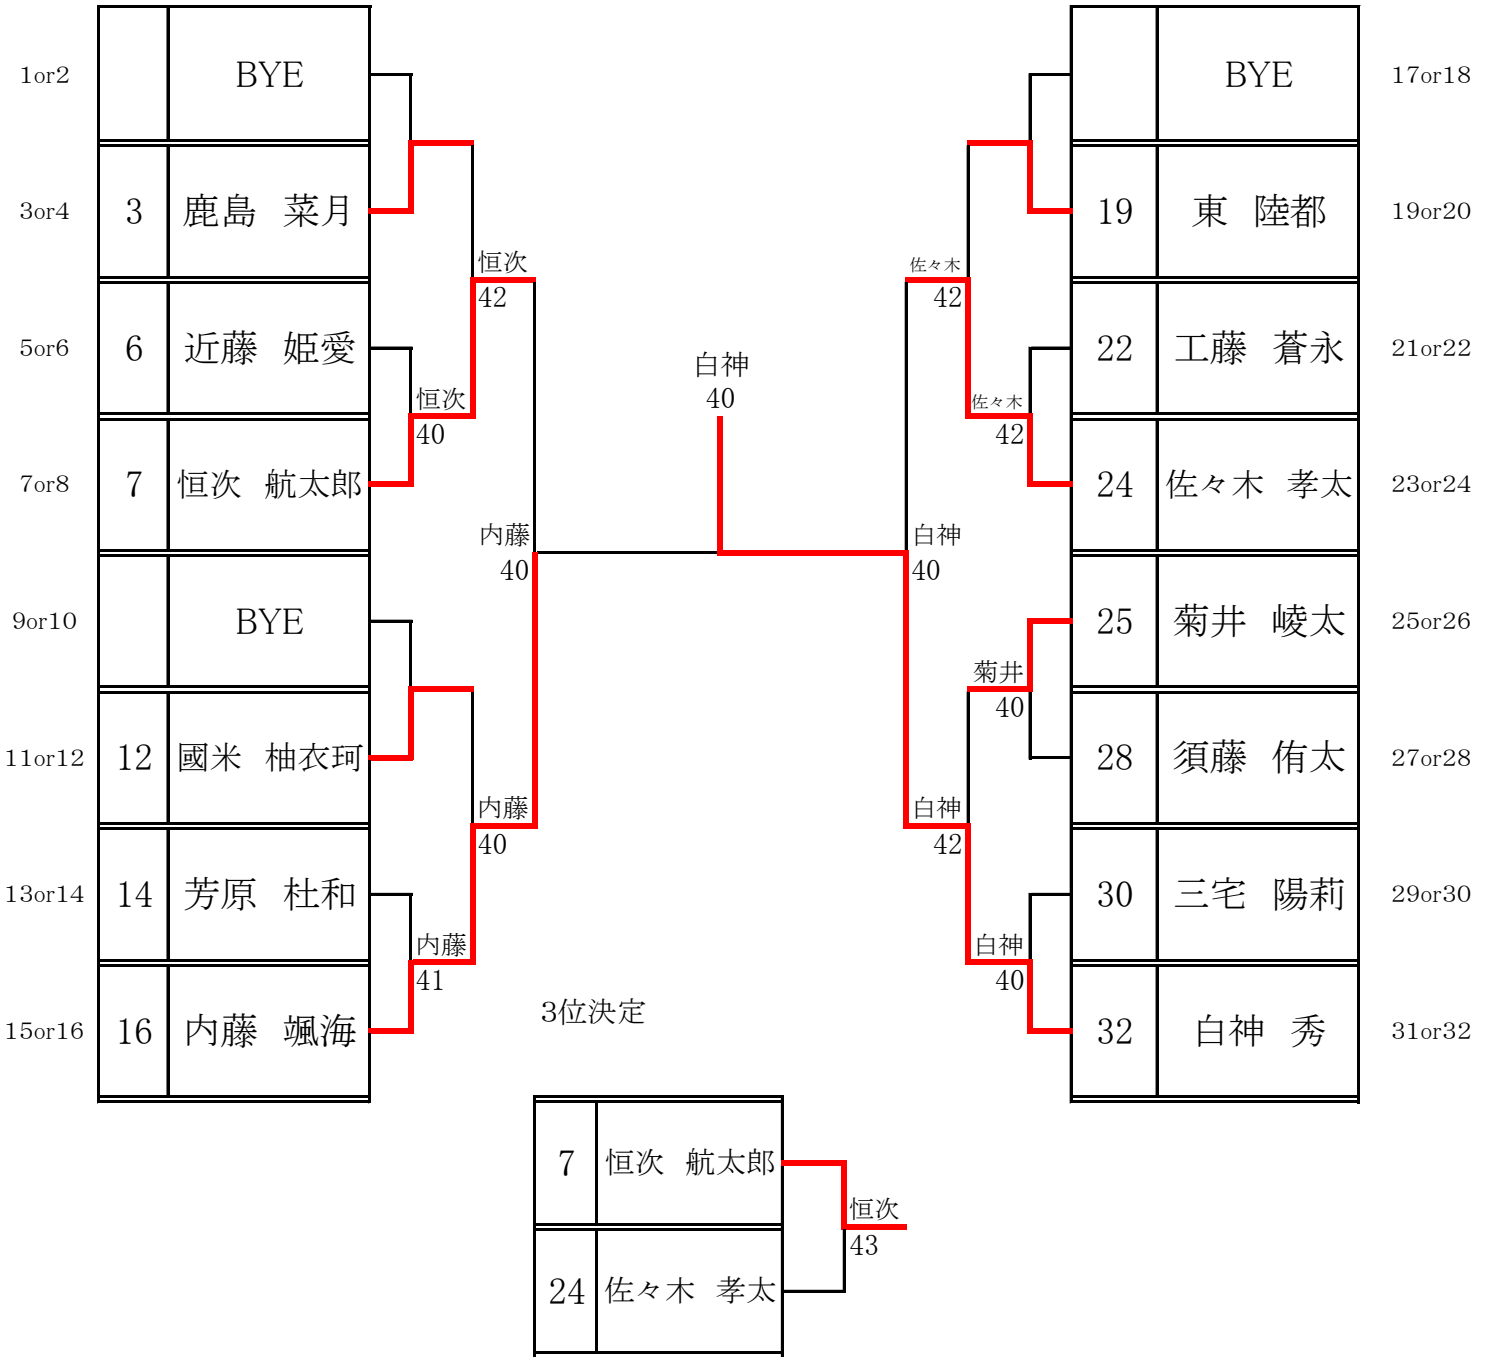 1or2 BYE
3or4 3 鹿島 菜月
恒次
42
5or6 6 近藤 姫愛
恒次
40
7or8 7 恒次 航太郎
内藤
40
9or10 BYE
11or12 12 國米 柚衣珂
内藤
40
13or14 14 芳原 杜和
内藤
41
15or16 16 内藤 颯海
白神
40
BYE 17or18
19 東 陸都 19or20
佐々木
42
22 工藤 蒼永 21or22
佐々木
42
24 佐々木 孝太 23or24
白神
40
25 菊井 崚太 25or26
菊井
40
28 須藤 侑太 27or28
白神
42
30 三宅 陽莉 29or30
白神
40
32 白神 秀 31or32
3位決定
7 恒次 航太郎
恒次
43
24 佐々木 孝太